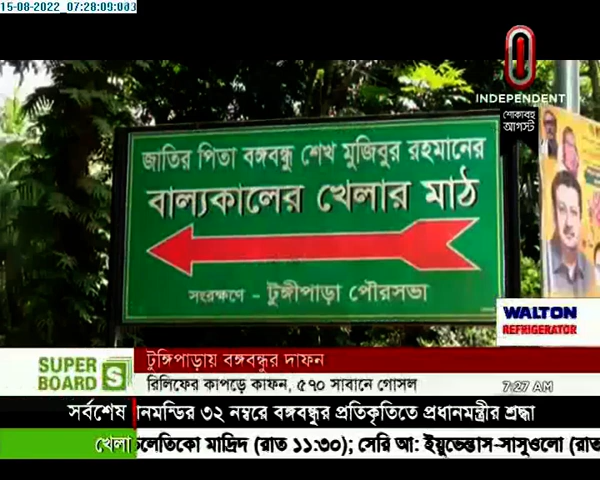 15-08-2022_07:28:09:003
INDEPENDENT
শোকাবহ
আগস্ট
জাতির পিতা বঙ্গবন্ধু শেখ মুজিবুর রহমানের
বাল্যকালের খেলার মাঠ
সংরক্ষণে - টুঙ্গীপাড়া পৌরসভা
WALTON
REFRIGERATOR
SUPER
BOARD S
টুঙ্গিপাড়ায় বঙ্গবন্ধুর দাফন
রিলিফের কাপড়ে কাফন, ৫৭০ সাবানে গোসল
7:27 AM
সর্বশেষ নমন্ডির ৩২ নম্বরে বঙ্গবন্ধুর প্রতিকৃতিতে প্রধানমন্ত্রীর শ্রদ্ধা
খেলা লেতিকো মাদ্রিদ (রাত ১১:৩০); সেরি আ: ইয়ুভেন্তাস-সাসুওলো (রাত